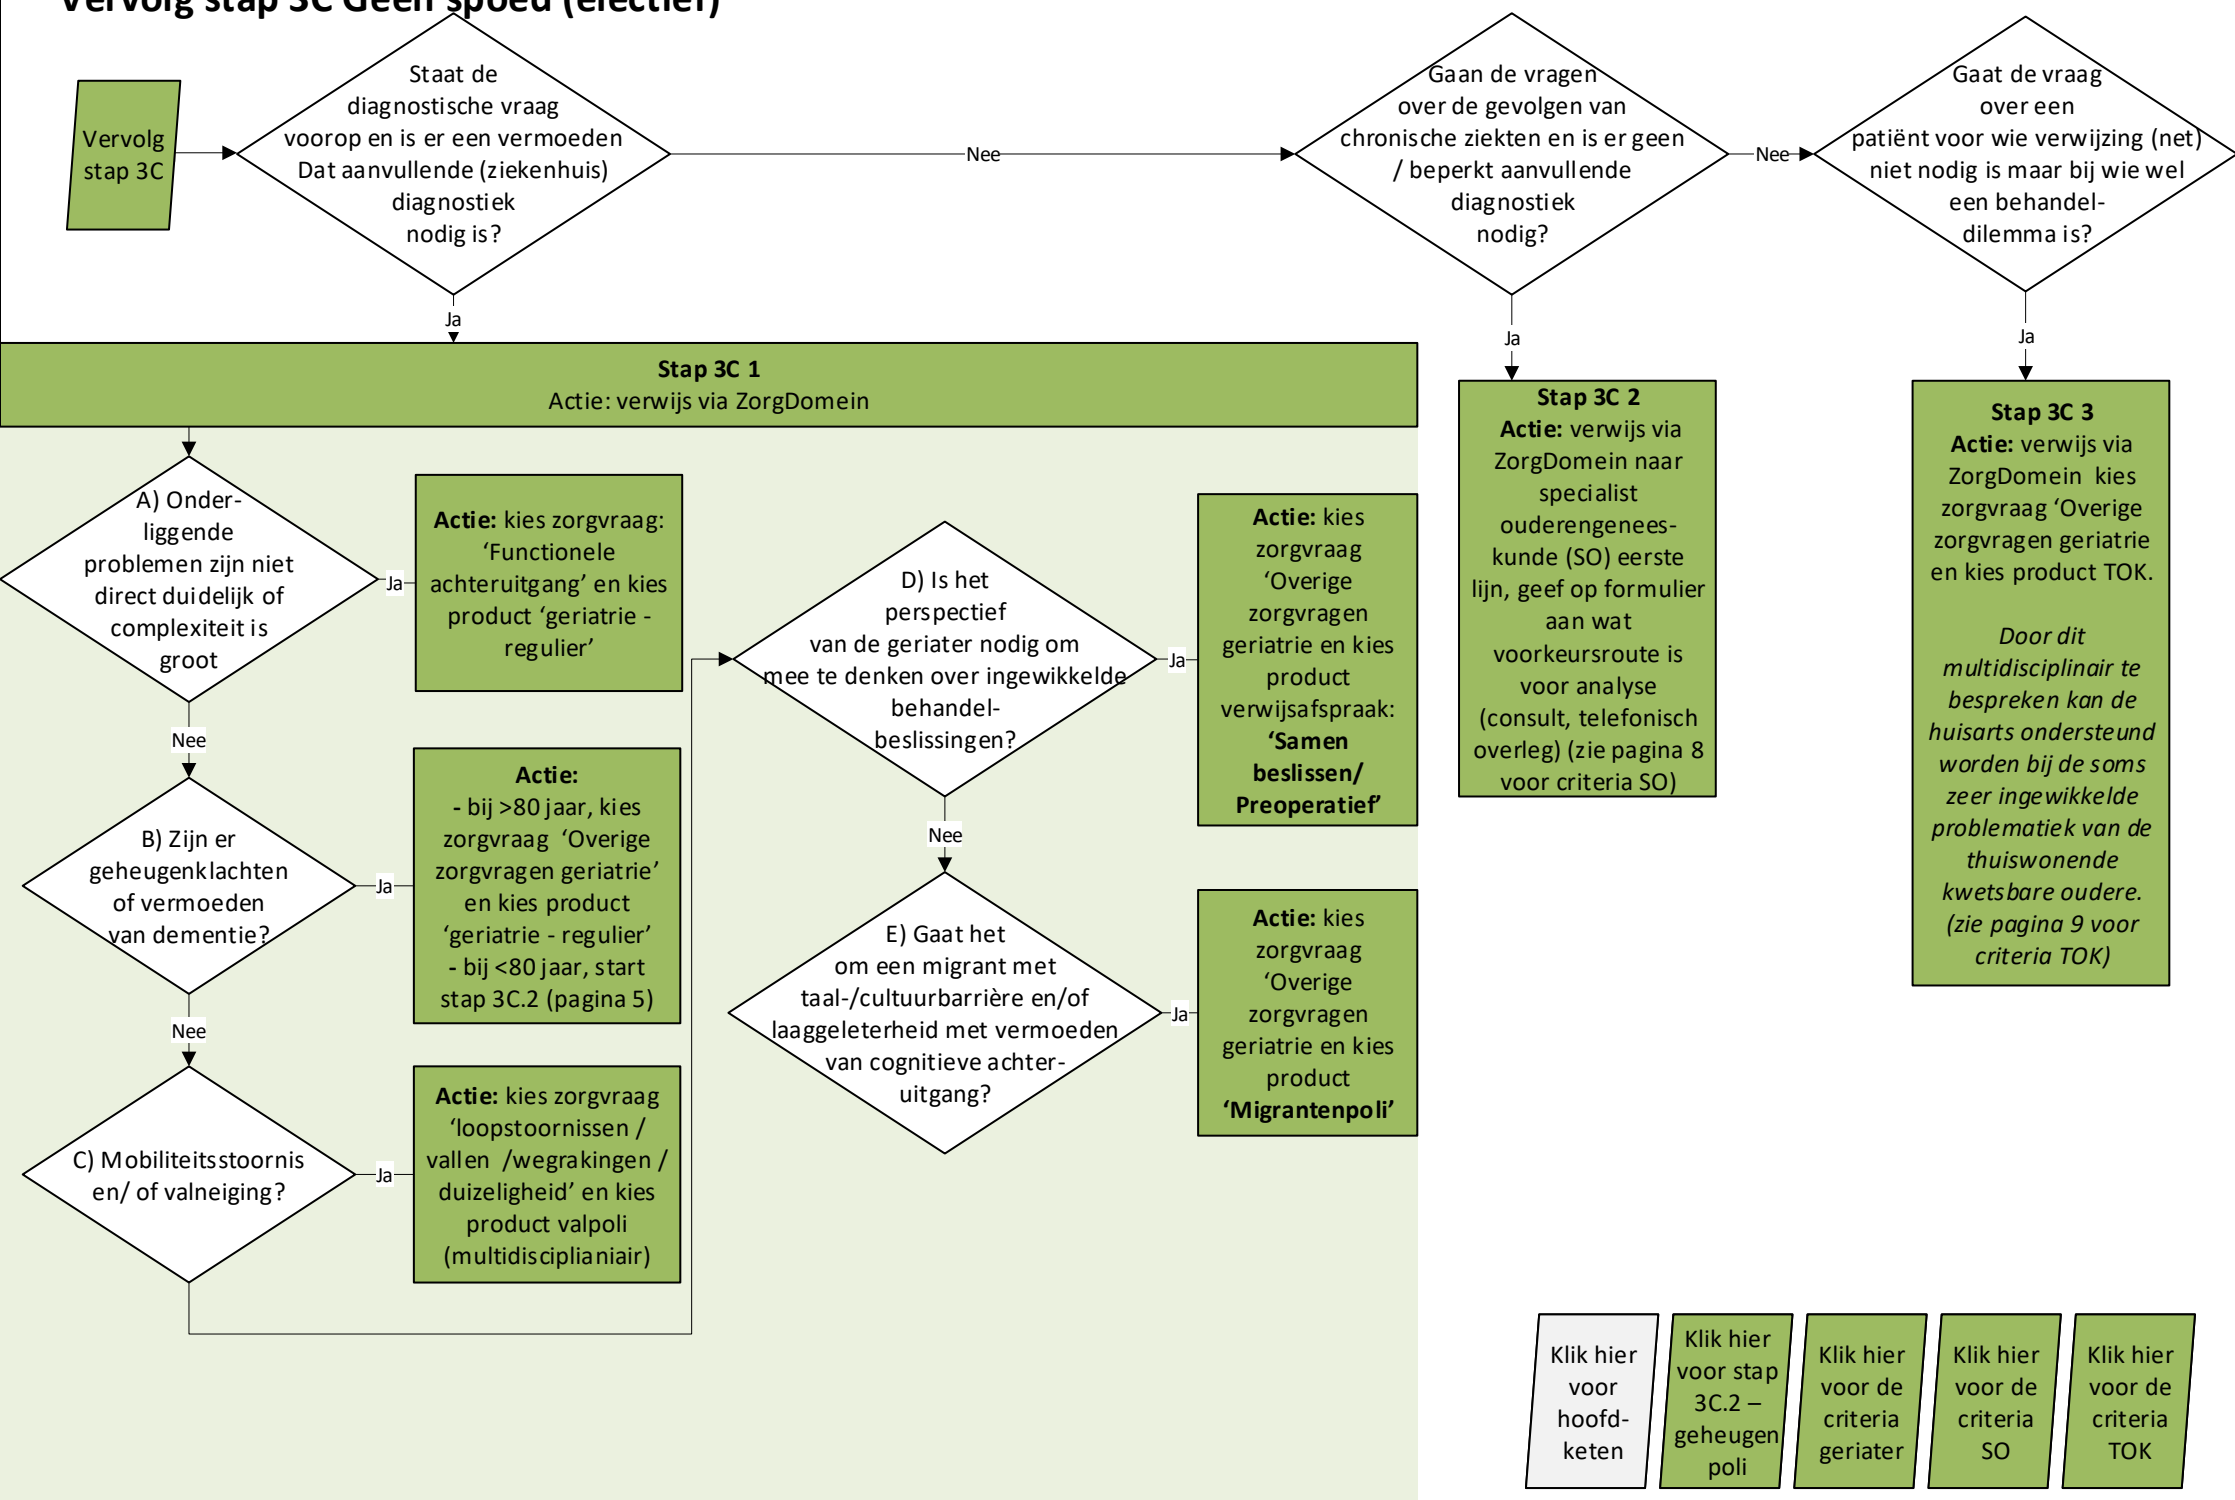 Vervolg stap 3C Geen spoed (electief)
Vervolg
stap 3C
Staat de
diagnostische vraag
voorop en is er een vermoeden
Dat aanvullende (ziekenhuis)
diagnostiek
nodig is?
Nee
Gaan de vragen
over de gevolgen van
chronische ziekten en is er geen
/ beperkt aanvullende
diagnostiek
nodig?
Nee
Gaat de vraag
over een
patiënt voor wie verwijzing (net)
niet nodig is maar bij wie wel
een behandel-
dilemma is?
Ja
Ja
Ja
Stap 3C 1
Actie: verwijs via ZorgDomein
A) Onder-
liggende
problemen zijn niet
direct duidelijk of
complexiteit is
groot
Ja
Actie: kies zorgvraag:
‘Functionele
achteruitgang’ en kies
product ‘geriatrie -
regulier’
Nee
B) Zijn er
geheugenklachten
of vermoeden
van dementie?
Ja
Actie:
- bij >80 jaar, kies
zorgvraag ‘Overige
zorgvragen geriatrie’
en kies product
‘geriatrie - regulier’
- bij <80 jaar, start
stap 3C.2 (pagina 5)
Nee
C) Mobiliteitsstoornis
en/ of valneiging?
Ja
Actie: kies zorgvraag
‘loopstoornissen /
vallen /wegrakingen /
duizeligheid’ en kies
product valpoli
(multidisciplianiair)
D) Is het
perspectief
van de geriater nodig om
mee te denken over ingewikkelde
behandel-
beslissingen?
Ja
Actie: kies
zorgvraag
‘Overige
zorgvragen
geriatrie en kies
product
verwijsafspraak:
‘Samen
beslissen/
Preoperatief’
Nee
E) Gaat het
om een migrant met
taal-/cultuurbarrière en/of
laaggeleterheid met vermoeden
van cognitieve achter-
uitgang?
Ja
Actie: kies
zorgvraag
‘Overige
zorgvragen
geriatrie en kies
product
‘Migrantenpoli’
Stap 3C 2
Actie: verwijs via
ZorgDomein naar
specialist
ouderengenees-
kunde (SO) eerste
lijn, geef op formulier
aan wat
voorkeursroute is
voor analyse
(consult, telefonisch
overleg) (zie pagina 8
voor criteria SO)
Stap 3C 3
Actie: verwijs via
ZorgDomein kies
zorgvraag ‘Overige
zorgvragen geriatrie
en kies product TOK.
Door dit
multidisciplinair te
bespreken kan de
huisarts ondersteund
worden bij de soms
zeer ingewikkelde
problematiek van de
thuiswonende
kwetsbare oudere.
(zie pagina 9 voor
criteria TOK)
Klik hier
voor
hoofd-
keten
Klik hier
voor stap
3C.2 –
geheugen
poli
Klik hier
voor de
criteria
geriater
Klik hier
voor de
criteria
SO
Klik hier
voor de
criteria
TOK